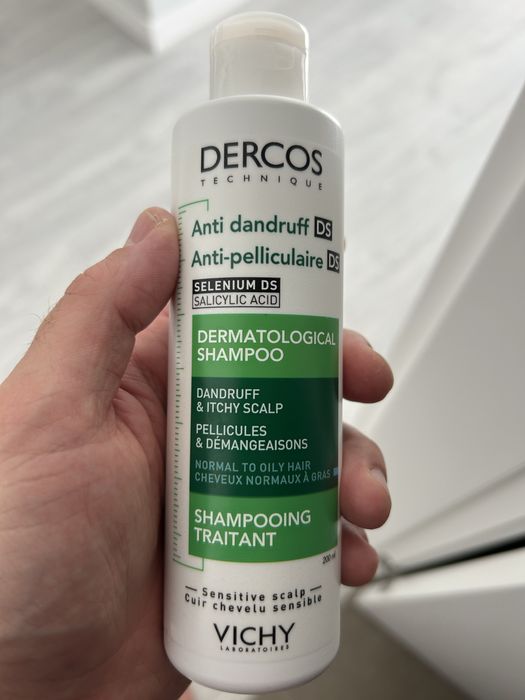 DERCOS
TECHNIQUE
Anti dandruff DS
Anti-pelliculaire DS
SELENIUM DS
SALICYLIC ACID
DERMATOLOGICAL
SHAMPOO
DANDRUFF
& ITCHY SCALP
PELLICULES
& DÉMANGEAISONS
NORMAL TO OILY HAIR
CHEVEUX NORMAUX À GRAS
SHAMPOOING
TRAITANT
200 ml
Sensitive scalp
Cuir chevelu sensible
VICHY
LABORATOIRES